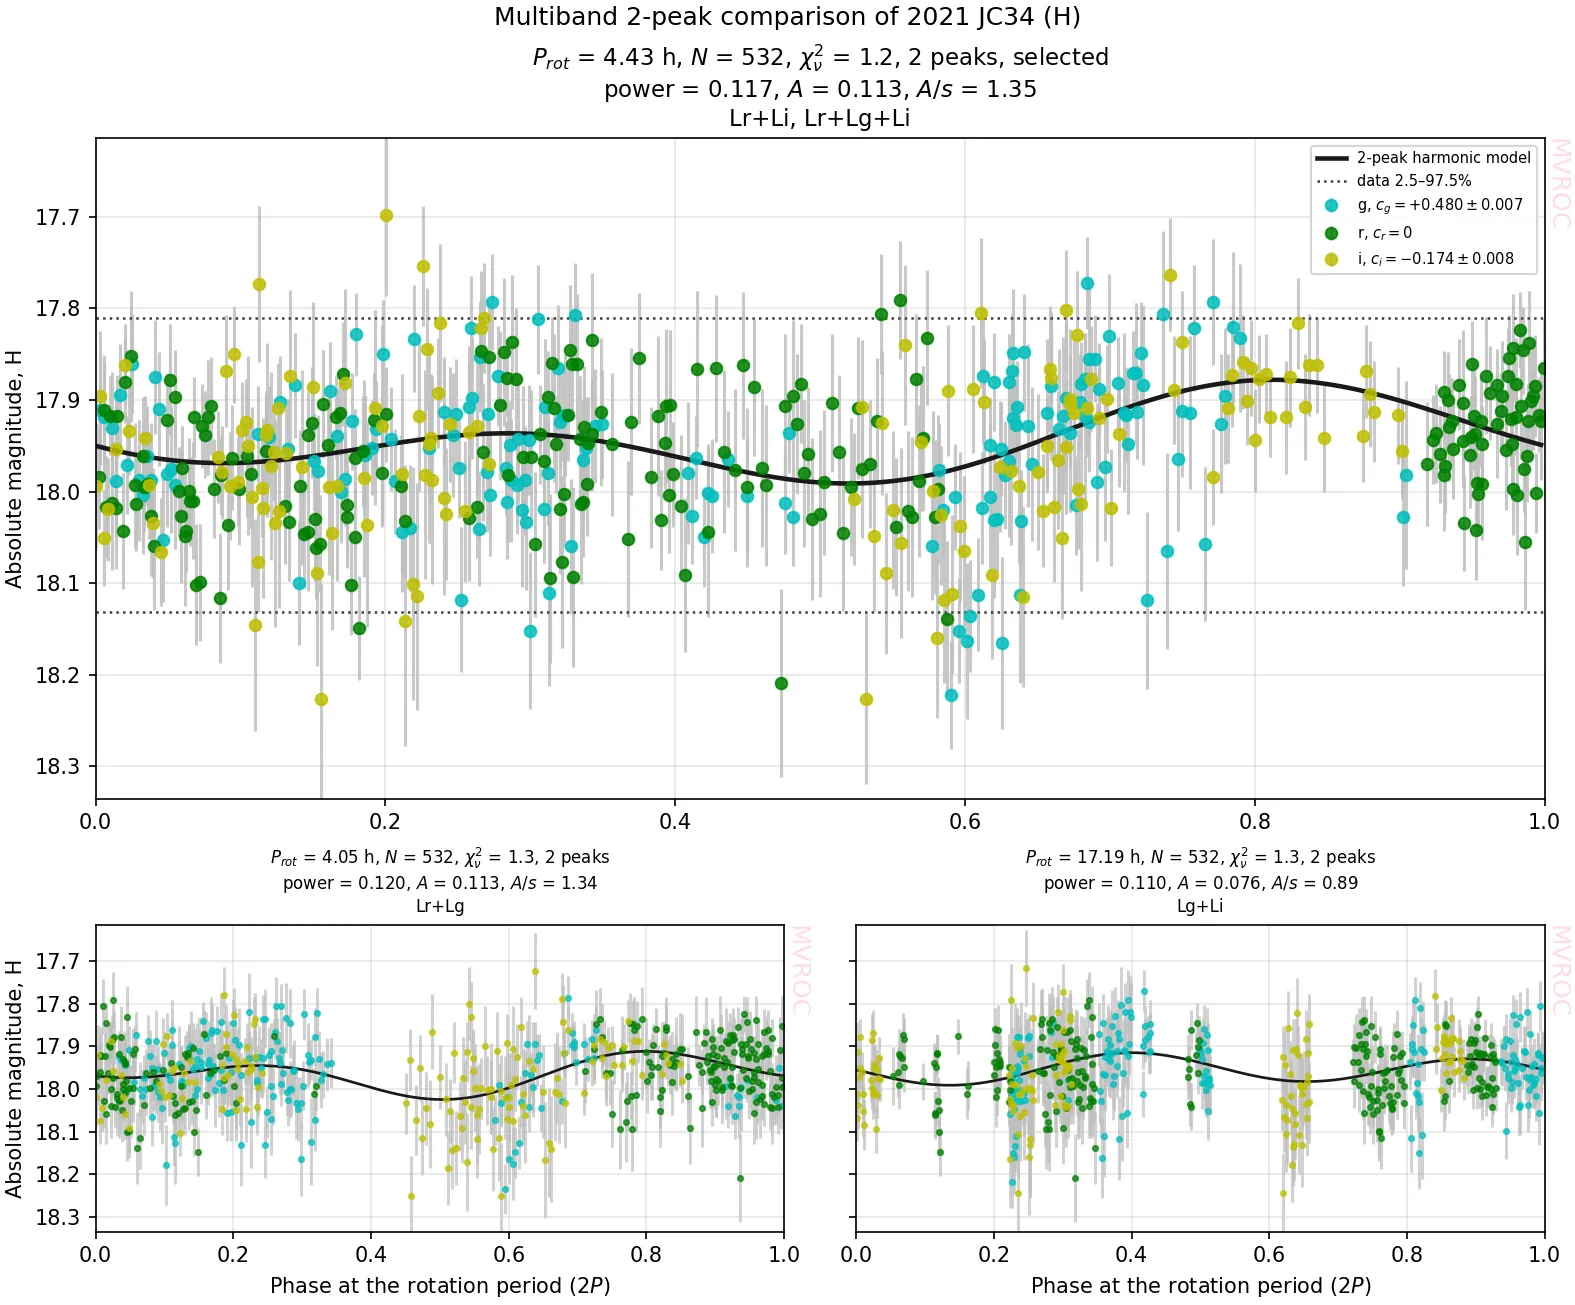 Multiband 2-peak comparison of 2021 JC34 (H)
P_rot = 4.43 h, N = 532, χ²_ν = 1.2, 2 peaks, selected
power = 0.117, A = 0.113, A/s = 1.35
Lr+Li, Lr+Lg+Li
MVROC
2-peak harmonic model
data 2.5–97.5%
g, c_g = +0.480 ± 0.007
r, c_r = 0
i, c_i = −0.174 ± 0.008
Absolute magnitude, H
17.7
17.8
17.9
18.0
18.1
18.2
18.3
0.0 0.2 0.4 0.6 0.8 1.0
P_rot = 4.05 h, N = 532, χ²_ν = 1.3, 2 peaks
power = 0.120, A = 0.113, A/s = 1.34
Lr+Lg
MVROC
Absolute magnitude, H
17.7
17.8
17.9
18.0
18.1
18.2
18.3
0.0 0.2 0.4 0.6 0.8 1.0
Phase at the rotation period (2P)
P_rot = 17.19 h, N = 532, χ²_ν = 1.3, 2 peaks
power = 0.110, A = 0.076, A/s = 0.89
Lg+Li
MVROC
0.0 0.2 0.4 0.6 0.8 1.0
Phase at the rotation period (2P)